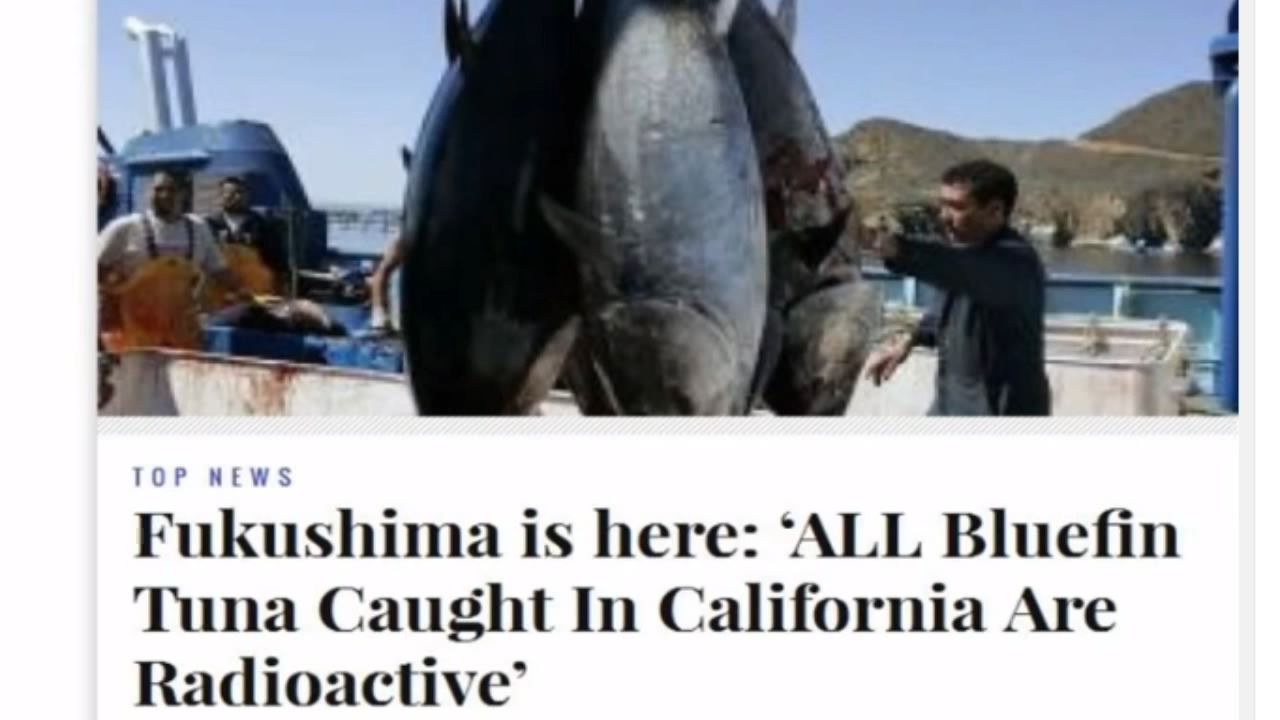 TOP NEWS
Fukushima is here: ‘ALL Bluefin
Tuna Caught In California Are
Radioactive’